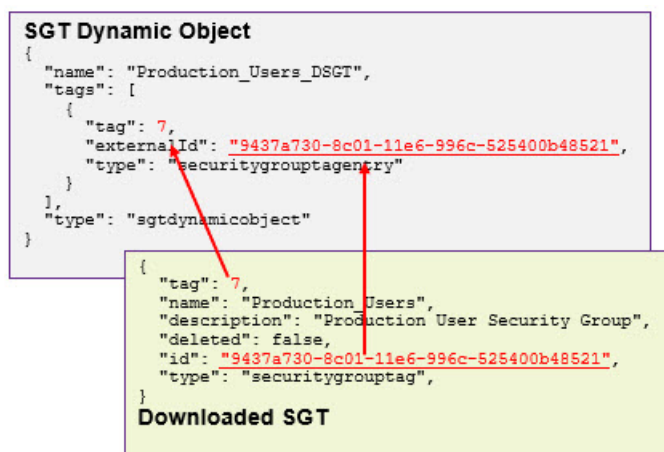 SGT Dynamic Object
{
"name": "Production_Users_DSGT",
"tags": [
{
"tag": 7,
"externalId": "9437a730-8c01-11e6-996c-525400b48521",
"type": "securitygrouptagentry"
}
],
"type": "sgtdynamicobject"
}
{
"tag": 7,
"name": "Production_Users",
"description": "Production User Security Group",
"deleted": false,
"id": "9437a730-8c01-11e6-996c-525400b48521",
"type": "securitygrouptag",
}
Downloaded SGT